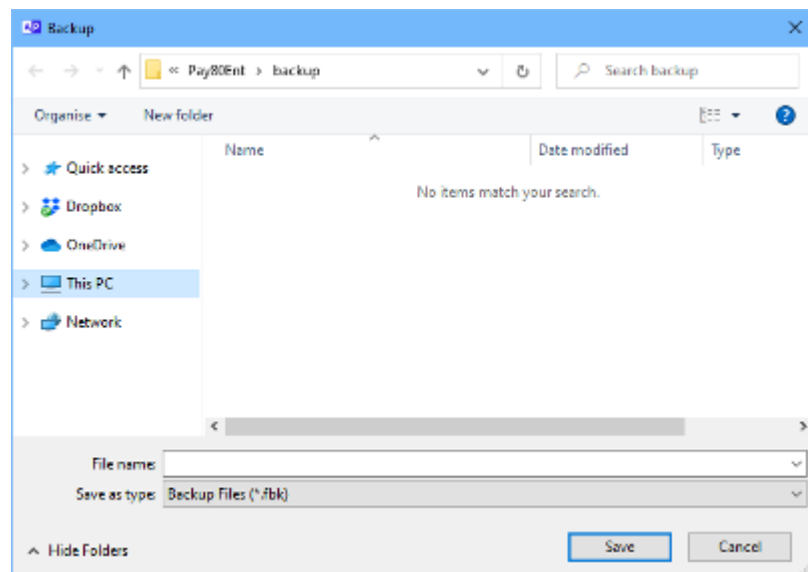 Backup
« Pay80Ent > backup
Search backup
Organise
New folder
Name
Date modified
Type
No items match your search.
Quick access
Dropbox
OneDrive
This PC
Network
File name:
Save as type: Backup Files (*.fbk)
Hide Folders
Save
Cancel